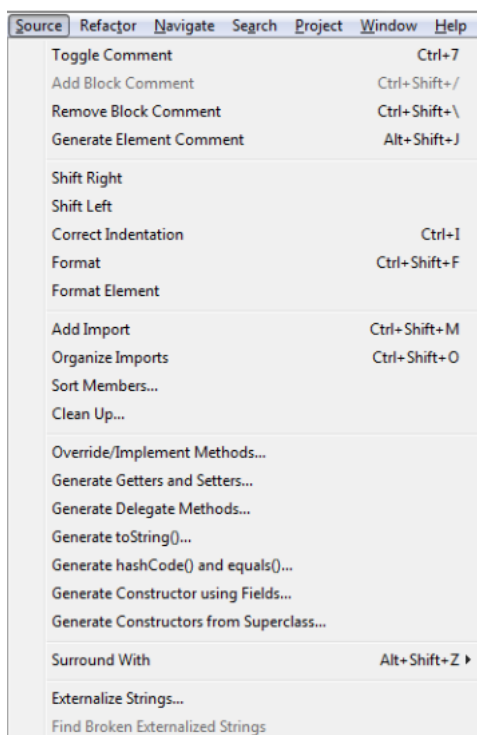 Source Refactor Navigate Search Project Window Help
Toggle Comment Ctrl+7
Add Block Comment Ctrl+Shift+/
Remove Block Comment Ctrl+Shift+\
Generate Element Comment Alt+Shift+J
Shift Right
Shift Left
Correct Indentation Ctrl+I
Format Ctrl+Shift+F
Format Element
Add Import Ctrl+Shift+M
Organize Imports Ctrl+Shift+O
Sort Members...
Clean Up...
Override/Implement Methods...
Generate Getters and Setters...
Generate Delegate Methods...
Generate toString()...
Generate hashCode() and equals()...
Generate Constructor using Fields...
Generate Constructors from Superclass...
Surround With Alt+Shift+Z
Externalize Strings...
Find Broken Externalized Strings